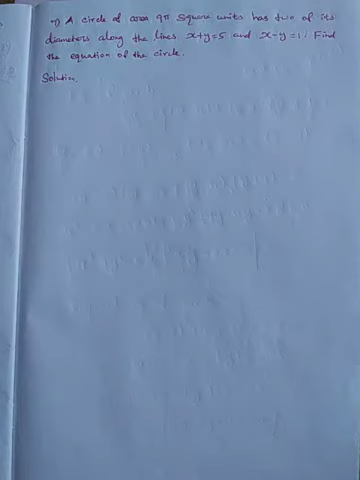 1) A circle of area 9π square units has two of its
diameters along the lines x+y=5 and x-y=1. Find
the equation of the circle.
Solution.